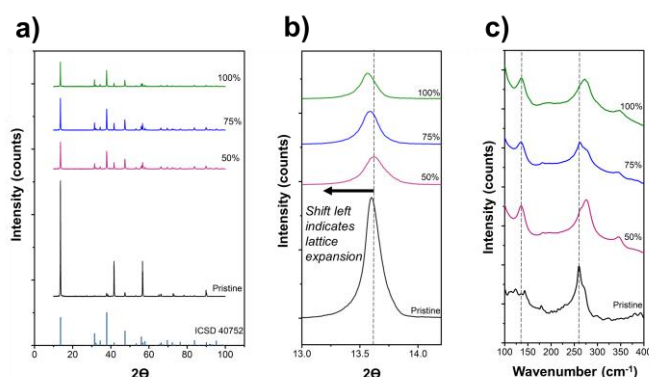 a)
Intensity (counts)
100%
75%
50%
Pristine
ICSD 40752
0 20 40 60 80 100
2Θ
b)
Intensity (counts)
100%
75%
50%
Shift left
indicates
lattice
expansion
Pristine
13.0 13.5 14.0
2Θ
c)
Intensity (counts)
100%
75%
50%
Pristine
100 150 200 250 300 350 400
Wavenumber (cm⁻¹)